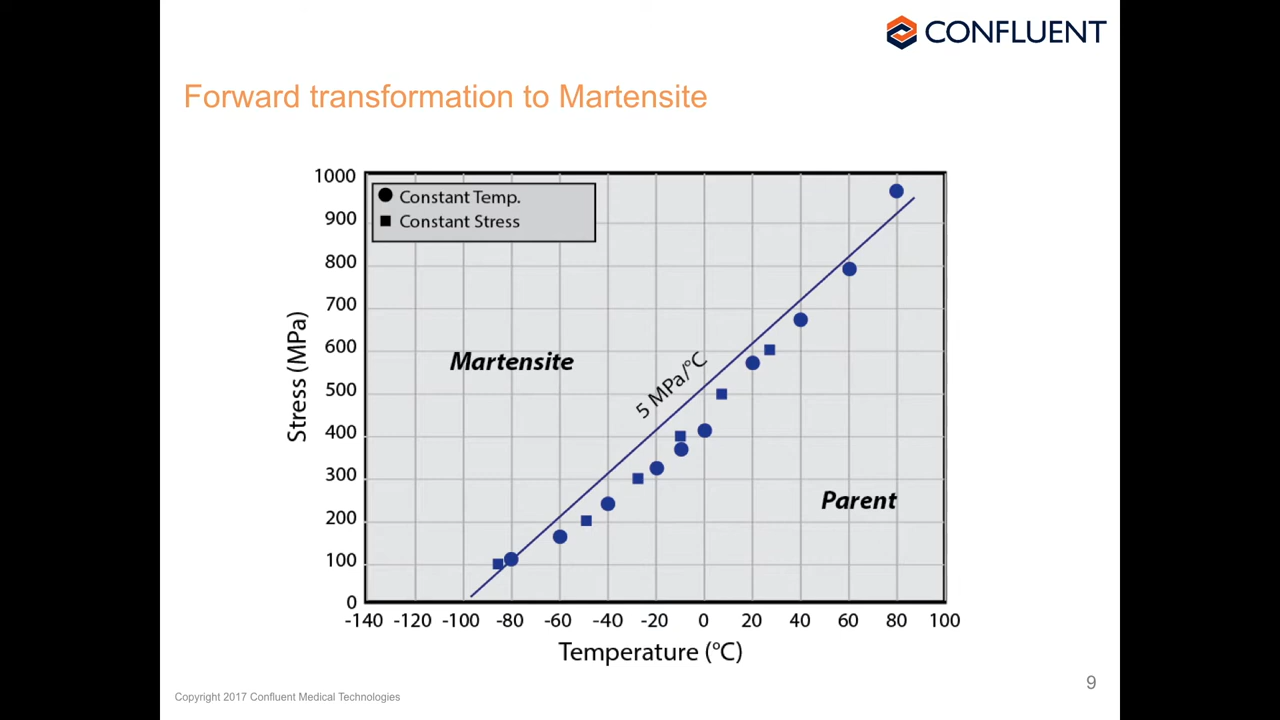 CONFLUENT
Forward transformation to Martensite
Constant Temp.
Constant Stress
1000
900
800
700
600
500
400
300
200
100
0
Stress (MPa)
Martensite
5 MPa/°C
Parent
-140 -120 -100 -80 -60 -40 -20 0 20 40 60 80 100
Temperature (°C)
9
Copyright 2017 Confluent Medical Technologies